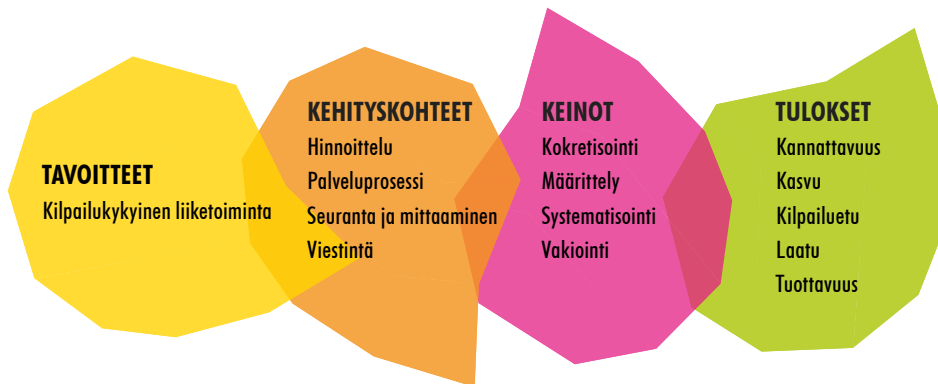 TAVOITTEET
Kilpailukykyinen liiketoiminta
KEHITYSKOHTEET
Hinnoittelu
Palveluprosessi
Seuranta ja mittaaminen
Viestintä
KEINOT
Kokretisointi
Määrittely
Systematisointi
Vakiointi
TULOKSET
Kannattavuus
Kasvu
Kilpailuetu
Laatu
Tuottavuus